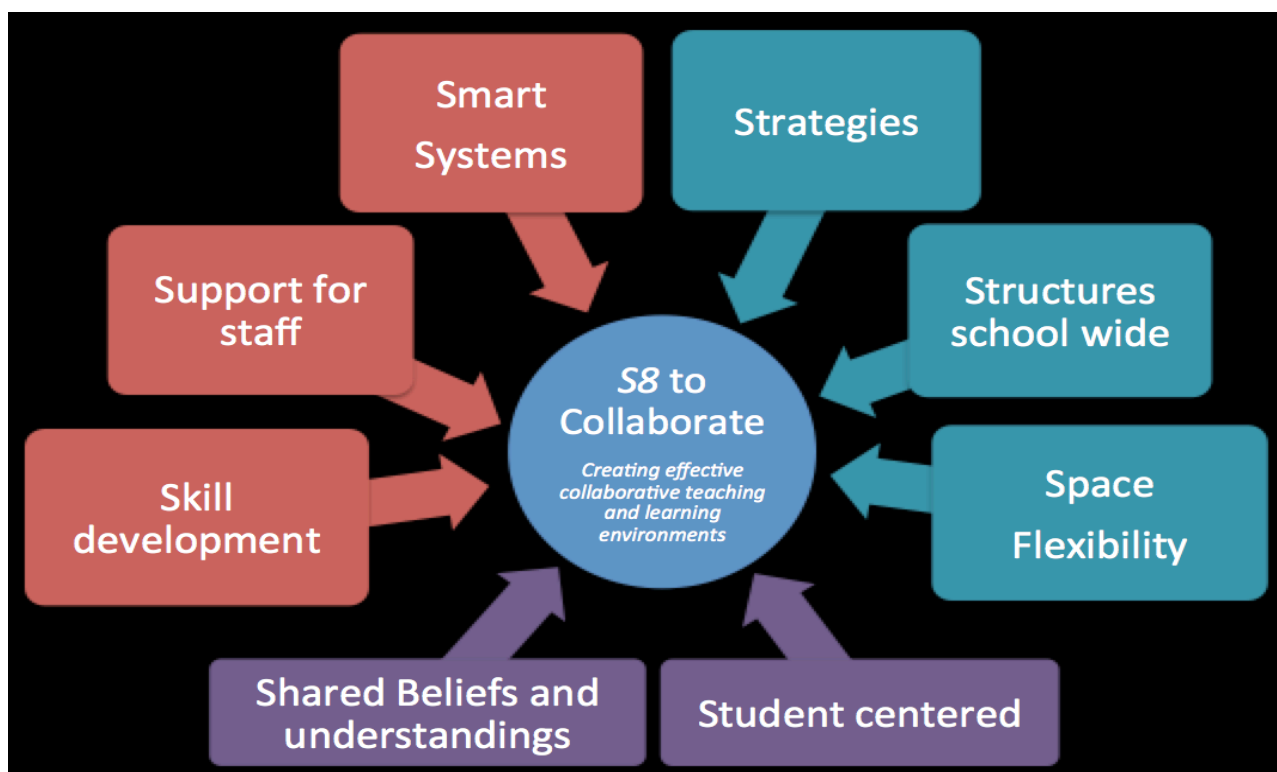 Smart
Systems
Strategies
Support for
staff
Structures
school wide
S8 to
Collaborate
Creating effective
collaborative teaching
and learning
environments
Skill
development
Space
Flexibility
Shared Beliefs and
understandings
Student centered